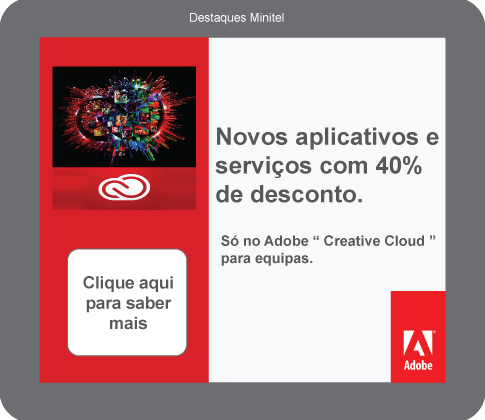 Destaques Minitel
Novos aplicativos e
serviços com 40%
de desconto.
Só no Adobe “ Creative Cloud ”
para equipas.
Clique aqui
para saber
mais
Adobe